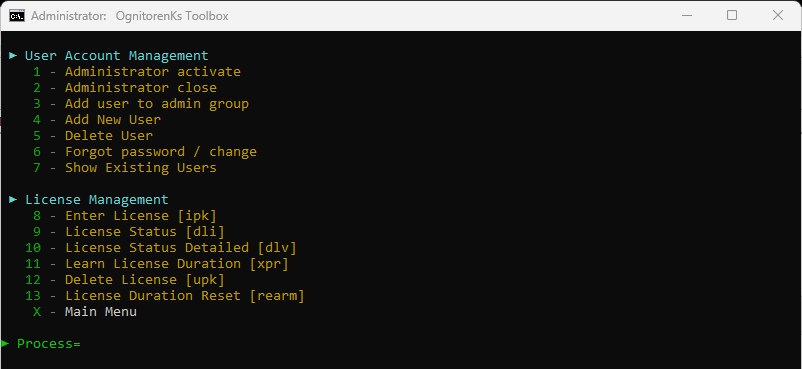 Administrator: OgnitorenKs Toolbox
► User Account Management
1 - Administrator activate
2 - Administrator close
3 - Add user to admin group
4 - Add New User
5 - Delete User
6 - Forgot password / change
7 - Show Existing Users
► License Management
8 - Enter License [ipk]
9 - License Status [dli]
10 - License Status Detailed [dlv]
11 - Learn License Duration [xpr]
12 - Delete License [upk]
13 - License Duration Reset [rearm]
X - Main Menu
► Process=